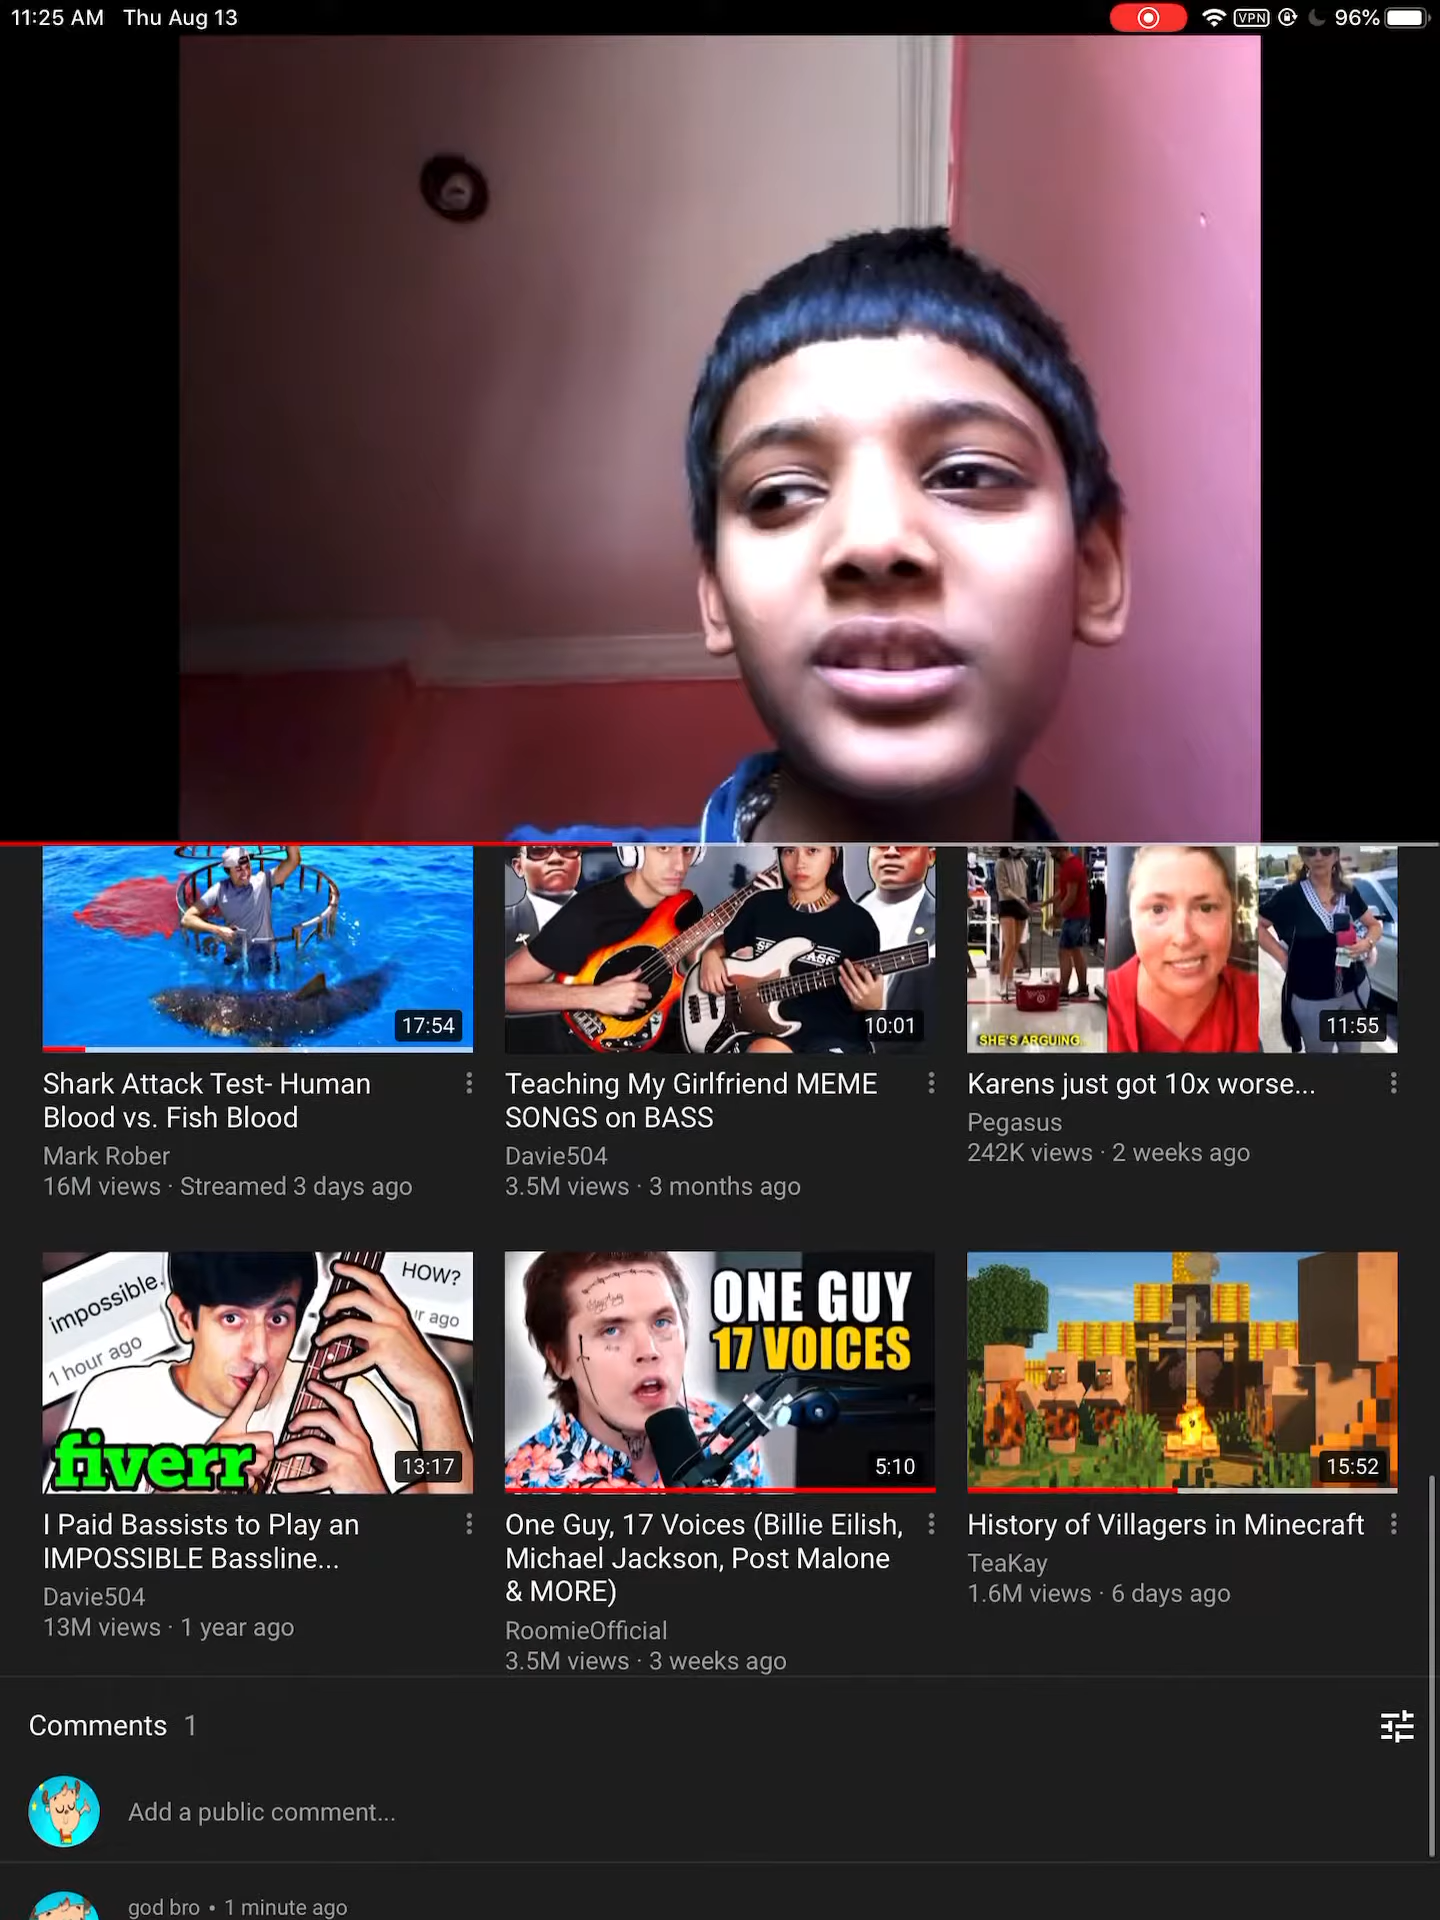 11:25 AM Thu Aug 13
VPN 96%
17:54
10:01
SHE'S ARGUING.
11:55
Shark Attack Test- Human
Blood vs. Fish Blood
Mark Rober
16M views · Streamed 3 days ago
Teaching My Girlfriend MEME
SONGS on BASS
Davie504
3.5M views · 3 months ago
Karens just got 10x worse...
Pegasus
242K views · 2 weeks ago
impossible.
1 hour ago
HOW?
ago
fiverr
13:17
ONE GUY
17 VOICES
5:10
15:52
I Paid Bassists to Play an
IMPOSSIBLE Bassline...
Davie504
13M views · 1 year ago
One Guy, 17 Voices (Billie Eilish,
Michael Jackson, Post Malone
& MORE)
RoomieOfficial
3.5M views · 3 weeks ago
History of Villagers in Minecraft
TeaKay
1.6M views · 6 days ago
Comments 1
Add a public comment...
god bro • 1 minute ago